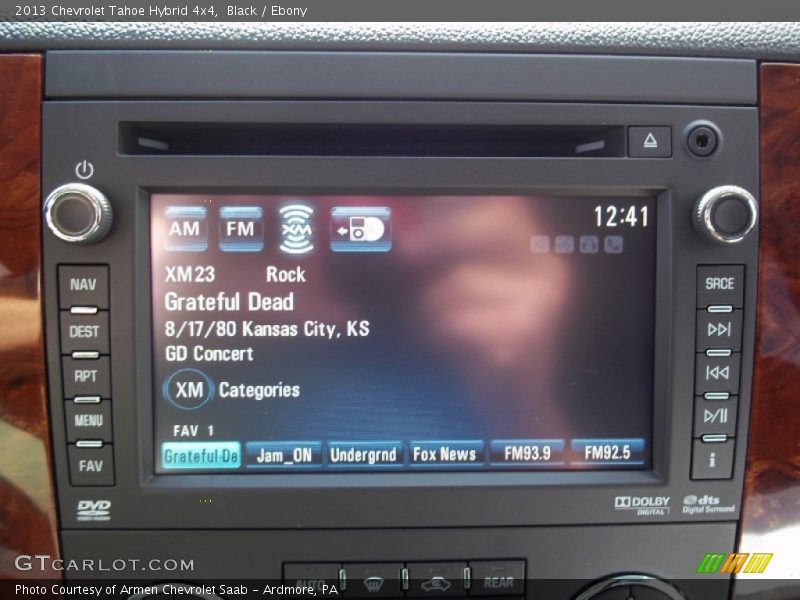 2013 Chevrolet Tahoe Hybrid 4x4,  Black / Ebony
AM FM XM 12:41
XM23 Rock
Grateful Dead
8/17/80 Kansas City, KS
GD Concert
XM Categories
FAV 1
Grateful De Jam_ON Undergrnd Fox News FM93.9 FM92.5
NAV
DEST
RPT
MENU
FAV
SRCE
i
DVD
DOLBY
DIGITAL
dts
Digital Surround
AUTO REAR
GTCARLOT.COM
Photo Courtesy of Armen Chevrolet Saab - Ardmore, PA